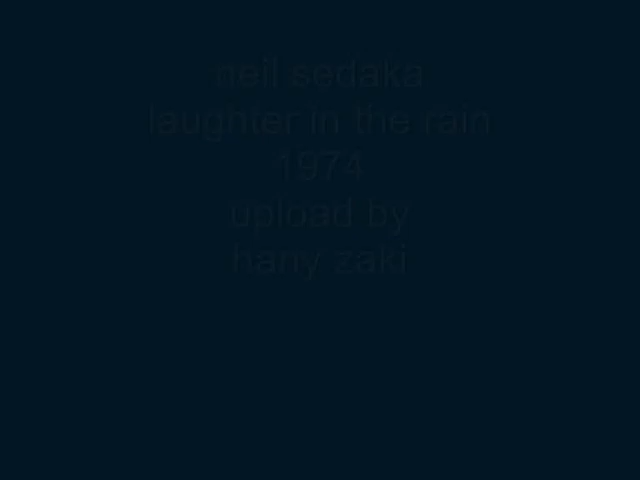 neil sedaka
laughter in the rain
1974
upload by
hany zaki